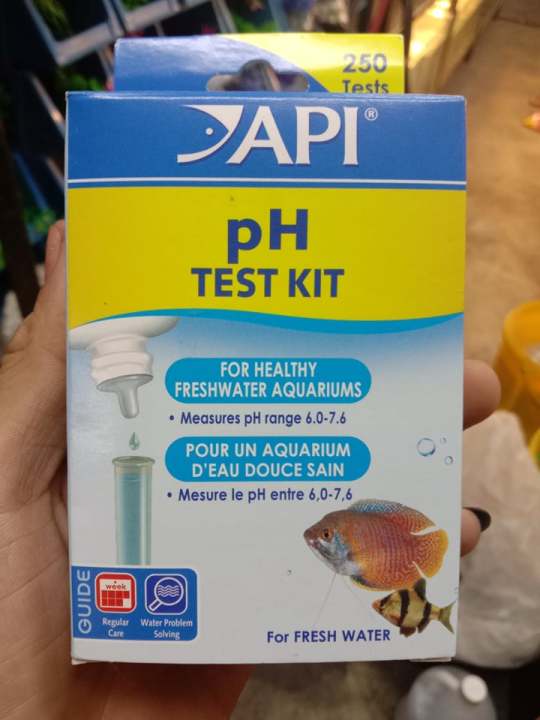 250
Tests
API®
pH
TEST KIT
FOR HEALTHY
FRESHWATER AQUARIUMS
• Measures pH range 6.0-7.6
POUR UN AQUARIUM
D'EAU DOUCE SAIN
• Mesure le pH entre 6,0-7,6
GUIDE
week
Regular
Care
Water Problem
Solving
For FRESH WATER